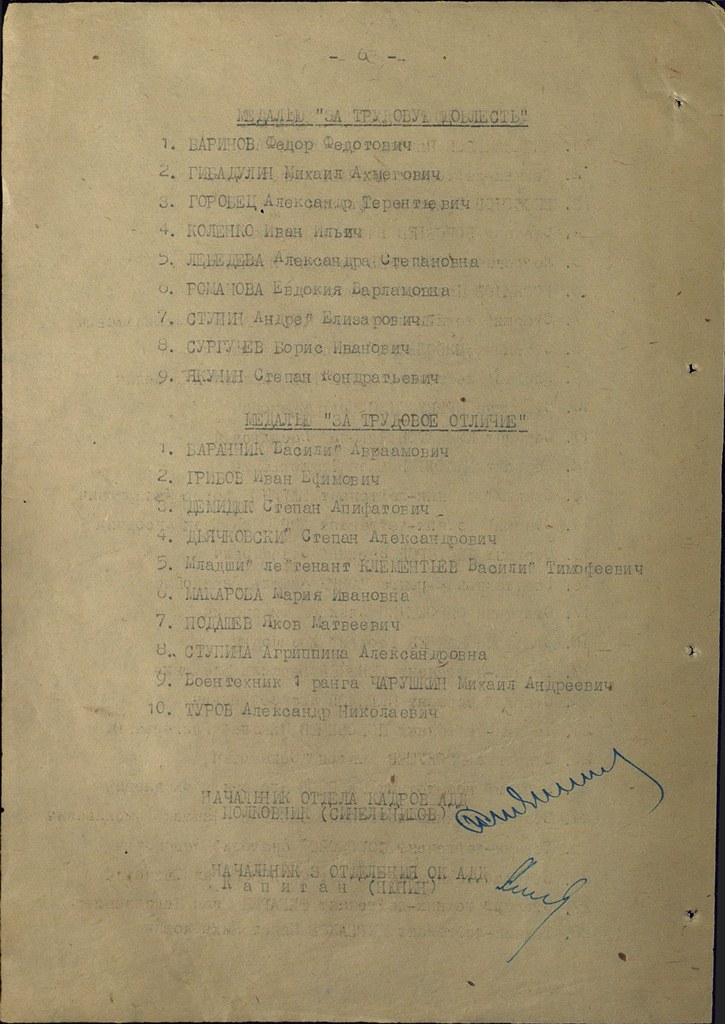 - 6 -
МЕДАЛЬЮ "ЗА ТРУДОВУЮ ДОБЛЕСТЬ"
1. БАРИНОВ Федор Федотович
2. ГИБАДУЛИН Михаил Ахметович
3. ГОРОБЕЦ Александр Терентьевич
4. КОЛЕНКО Иван Ильич
5. ЛЕБЕДЕВА Александра Степановна
6. РОМАНОВА Евдокия Варламовна
7. СТУПИН Андрей Елизарович
8. СУРГУЧЕВ Борис Иванович
9. ЯКУНИН Степан Кондратьевич
МЕДАЛЬЮ "ЗА ТРУДОВОЕ ОТЛИЧИЕ"
1. БАРАНЧИК Василий Авраамович
2. ГРИБОВ Иван Ефимович
3. ДЕМИДЮК Степан Апифатович
4. ДЬЯЧКОВСКИЙ Степан Александрович
5. Младший лейтенант КЛЕМЕНТЬЕВ Василий Тимофеевич
6. МАКАРОВА Мария Ивановна
7. ПОДАШЕВ Яков Матвеевич
8. СТУПИНА Агриппина Александровна
9. Воентехник 1 ранга ЧАРУШКИН Михаил Андреевич
10. ТУРОВ Александр Николаевич
НАЧАЛЬНИК ОТДЕЛА КАДРОВ АДД
ПОЛКОВНИК (СИНЕЛЬНИКОВ)
НАЧАЛЬНИК 3 ОТДЕЛЕНИЯ ОК АДД
Капитан